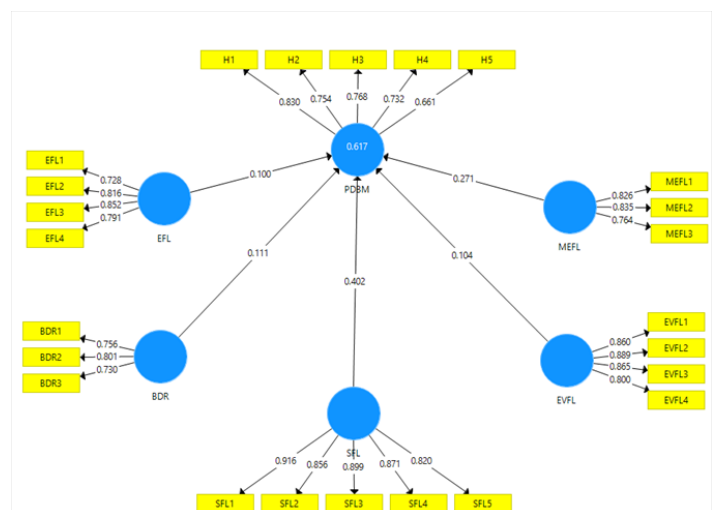 H1 H2 H3 H4 H5
0.830 0.754 0.768 0.732 0.661
0.617
PDBM
EFL1
EFL2
EFL3
EFL4
0.728
0.816
0.852
0.791
EFL
0.100
0.271
MEFL1
MEFL2
MEFL3
0.826
0.835
0.764
MEFL
0.111
0.402
0.104
BDR1
BDR2
BDR3
0.756
0.801
0.730
BDR
EVFL1
EVFL2
EVFL3
EVFL4
0.860
0.889
0.865
0.800
EVFL
SFL
0.916 0.856 0.899 0.871 0.820
SFL1 SFL2 SFL3 SFL4 SFL5